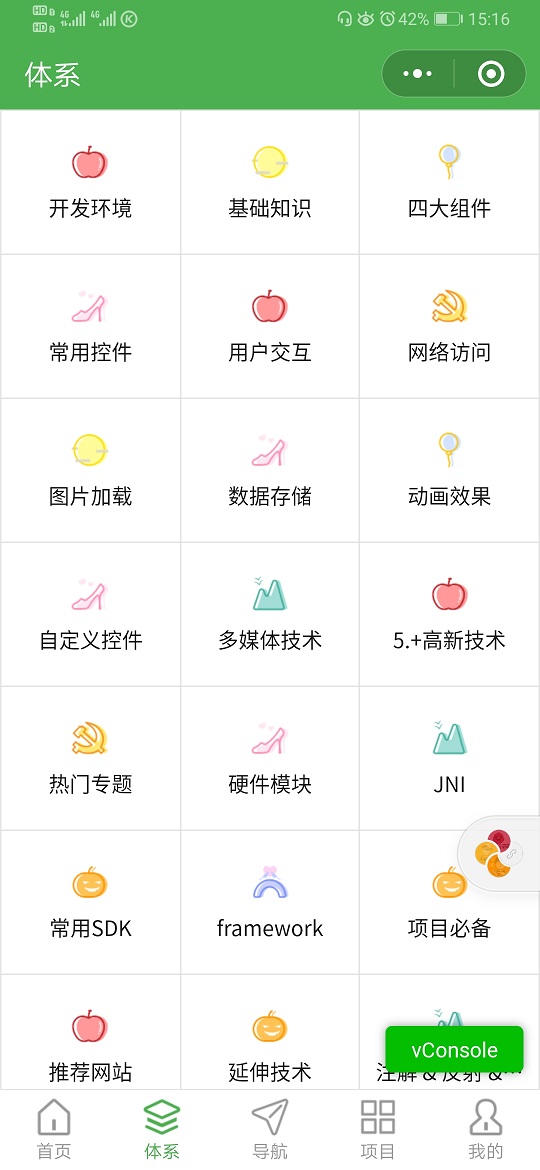 HD 2 4G 4G K 42% 15:16
HD 2
体系
开发环境 基础知识 四大组件
常用控件 用户交互 网络访问
图片加载 数据存储 动画效果
自定义控件 多媒体技术 5.+高新技术
热门专题 硬件模块 JNI
常用SDK framework 项目必备
vConsole
推荐网站 延伸技术 注解 & 反射 &…
首页 体系 导航 项目 我的